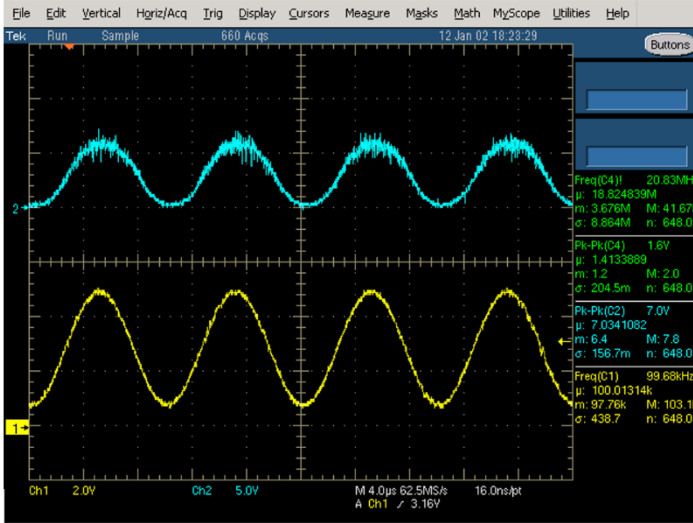 File Edit Vertical Horiz/Acq Trig Display Cursors Measure Masks Math MyScope Utilities Help
Tek Run Sample 660 Acqs 12 Jan 02 18:23:29
Buttons
Freq(C4)! 20.83MH
µ: 18.824839M
m: 3.676M M: 41.67
σ: 8.864M n: 648.0
Pk-Pk(C4) 1.6V
µ: 1.4133889
m: 1.2 M: 2.0
σ: 204.5m n: 648.0
2
Pk-Pk(C2) 7.0V
µ: 7.0341082
m: 6.4 M: 7.8
σ: 156.7m n: 648.0
Freq(C1) 99.68kHz
µ: 100.01314k
m: 97.76k M: 103.1
σ: 438.7 n: 648.0
1
Ch1 2.0V Ch2 5.0V M 4.0µs 62.5MS/s 16.0ns/pt
A Ch1 ∕ 3.16V